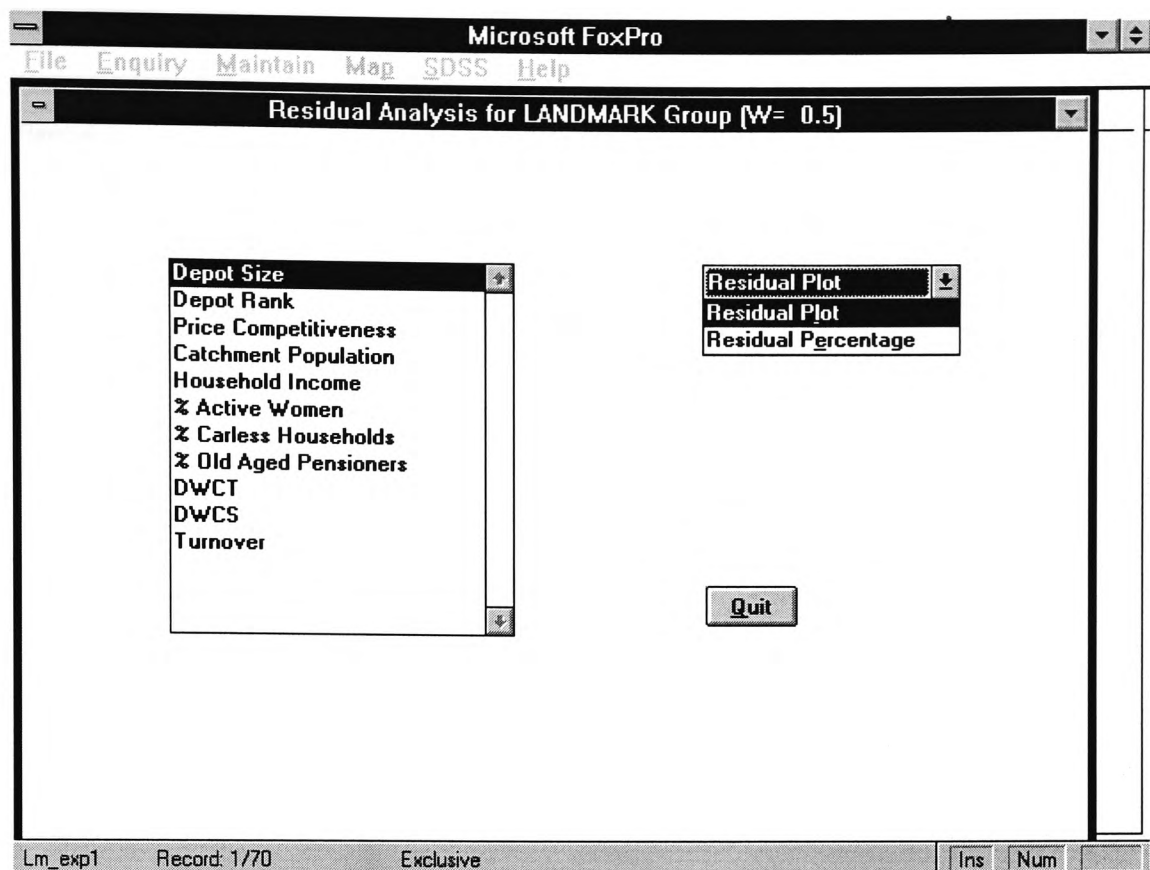 Microsoft FoxPro
File Enquiry Maintain Map SDSS Help
Residual Analysis for LANDMARK Group (W= 0.5)
Depot Size
Depot Rank
Price Competitiveness
Catchment Population
Household Income
% Active Women
% Carless Households
% Old Aged Pensioners
DWCT
DWCS
Turnover
Residual Plot
Residual Plot
Residual Percentage
Quit
Lm_exp1 Record: 1/70 Exclusive Ins Num